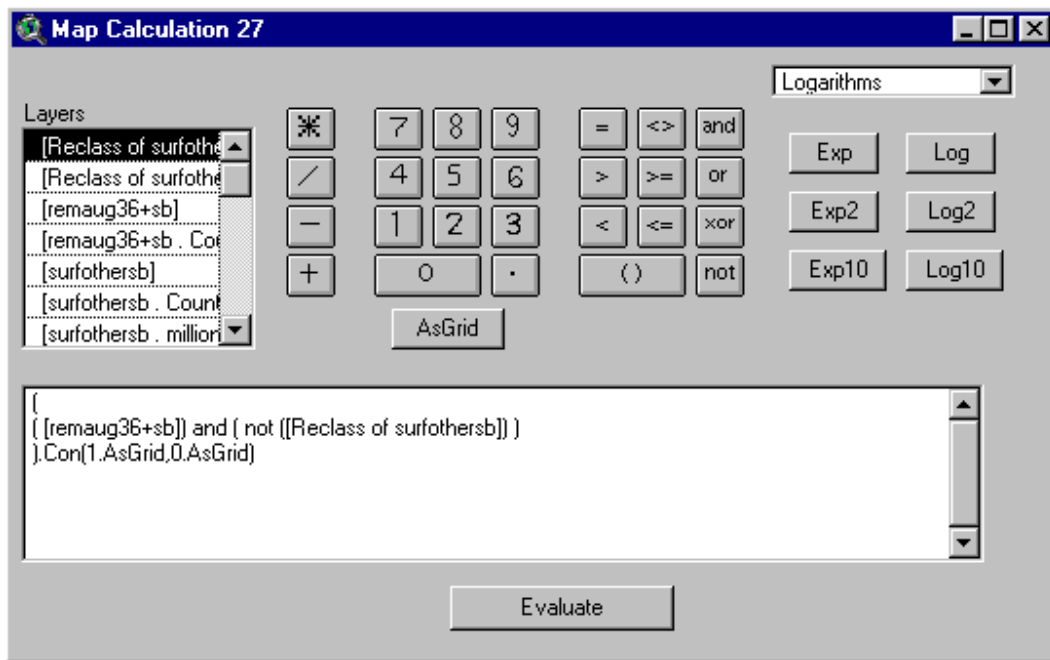 Map Calculation 27
Logarithms
Layers
[Reclass of surfothe
[Reclass of surfothe
[remaug36+sb]
[remaug36+sb . Cou
[surfothersb]
[surfothersb . Count
[surfothersb . million
* 7 8 9 = <> and
/ 4 5 6 > >= or
- 1 2 3 < <= xor
+ 0 . ( ) not
AsGrid
Exp Log
Exp2 Log2
Exp10 Log10
(
( [remaug36+sb]) and ( not ([Reclass of surfothersb]) )
).Con(1.AsGrid,0.AsGrid)
Evaluate